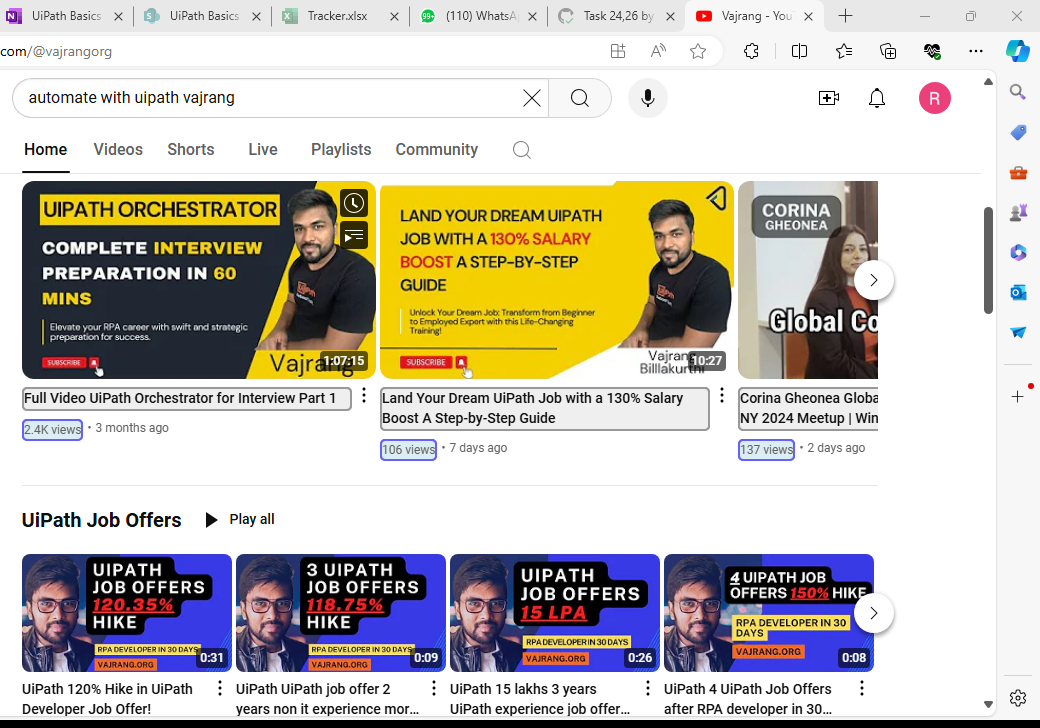 UiPath Basics
UiPath Basics
Tracker.xlsx
99+
(110) WhatsA
Task 24,26 by
Vajrang - You
com/@vajrangorg
automate with uipath vajrang
R
Home
Videos
Shorts
Live
Playlists
Community
UIPATH ORCHESTRATOR
COMPLETE INTERVIEW
PREPARATION IN 60
MINS
Elevate your RPA career with swift and strategic
preparation for success.
SUBSCRIBE
Vajrang
1:07:15
LAND YOUR DREAM UIPATH
JOB WITH A 130% SALARY
BOOST A STEP-BY-STEP
GUIDE
Unlock Your Dream Job: Transform from Beginner
to Employed Expert with this Life-Changing
Training!
SUBSCRIBE
Vajrang
Billlakurthi
10:27
CORINA
GHEONEA
Global Co
Full Video UiPath Orchestrator for Interview Part 1
2.4K views • 3 months ago
Land Your Dream UiPath Job with a 130% Salary
Boost A Step-by-Step Guide
106 views • 7 days ago
Corina Gheonea Globa
NY 2024 Meetup | Win
137 views • 2 days ago
UiPath Job Offers
Play all
UIPATH
JOB OFFERS
120.35%
HIKE
RPA DEVELOPER IN 30 DAYS
VAJRANG.ORG
0:31
3 UIPATH
JOB OFFERS
118.75%
HIKE
RPA DEVELOPER IN 30 DAYS
VAJRANG.ORG
0:09
UIPATH
JOB OFFERS
15 LPA
RPA DEVELOPER IN 30 DAYS
VAJRANG.ORG
0:26
4 UIPATH JOB
OFFERS 150% HIKE
RPA DEVELOPER IN 30
DAYS
VAJRANG.ORG
0:08
UiPath 120% Hike in UiPath
Developer Job Offer!
UiPath UiPath job offer 2
years non it experience mor...
UiPath 15 lakhs 3 years
UiPath experience job offer...
UiPath 4 UiPath Job Offers
after RPA developer in 30...